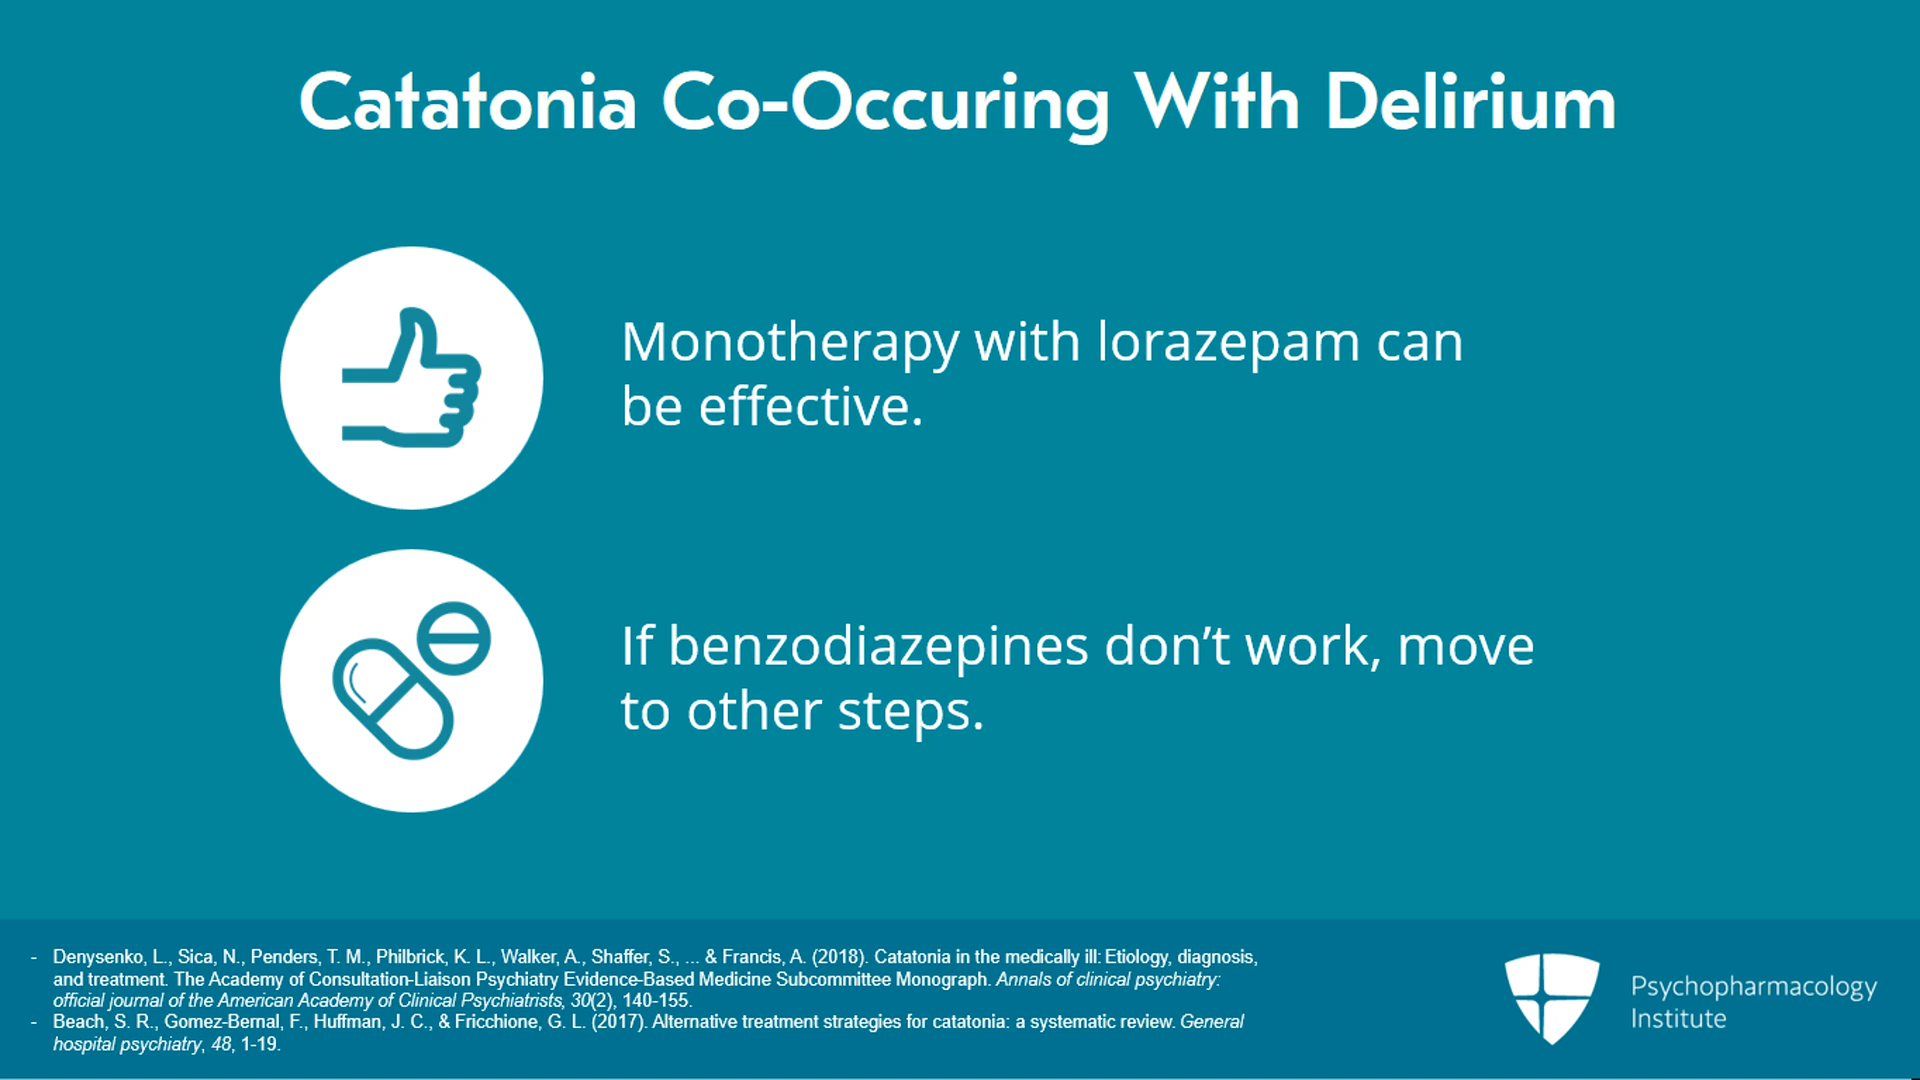 Catatonia Co-Occuring With Delirium
Monotherapy with lorazepam can
be effective.
If benzodiazepines don’t work, move
to other steps.
- Denysenko, L., Sica, N., Penders, T. M., Philbrick, K. L., Walker, A., Shaffer, S., ... & Francis, A. (2018). Catatonia in the medically ill: Etiology, diagnosis,
and treatment. The Academy of Consultation-Liaison Psychiatry Evidence-Based Medicine Subcommittee Monograph. Annals of clinical psychiatry:
official journal of the American Academy of Clinical Psychiatrists, 30(2), 140-155.
- Beach, S. R., Gomez-Bernal, F., Huffman, J. C., & Fricchione, G. L. (2017). Alternative treatment strategies for catatonia: a systematic review. General
hospital psychiatry, 48, 1-19.
Psychopharmacology
Institute